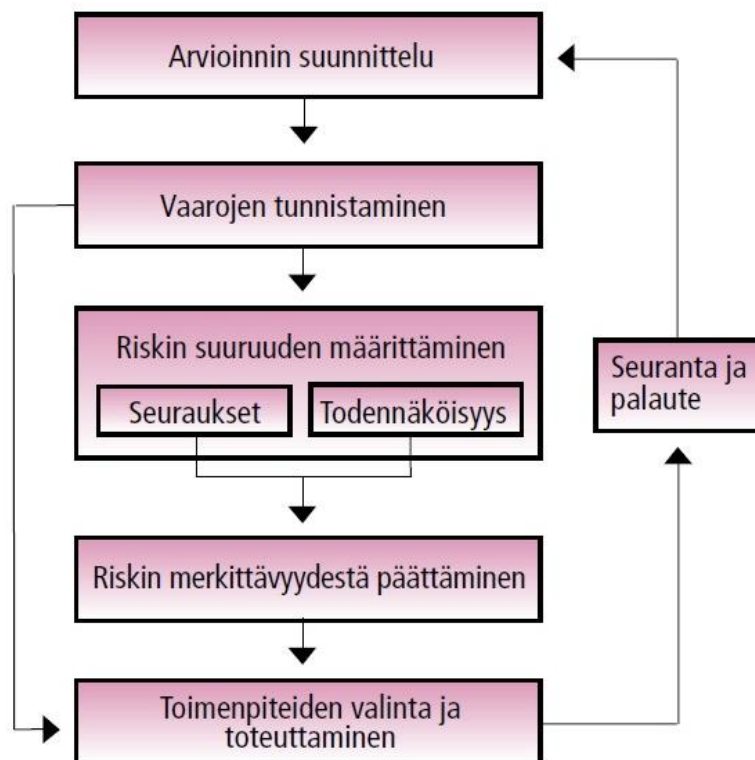 Arvioinnin suunnittelu
Vaarojen tunnistaminen
Riskin suuruuden määrittäminen
Seuraukset
Todennäköisyys
Riskin merkittävyydestä päättäminen
Toimenpiteiden valinta ja
toteuttaminen
Seuranta ja
palaute